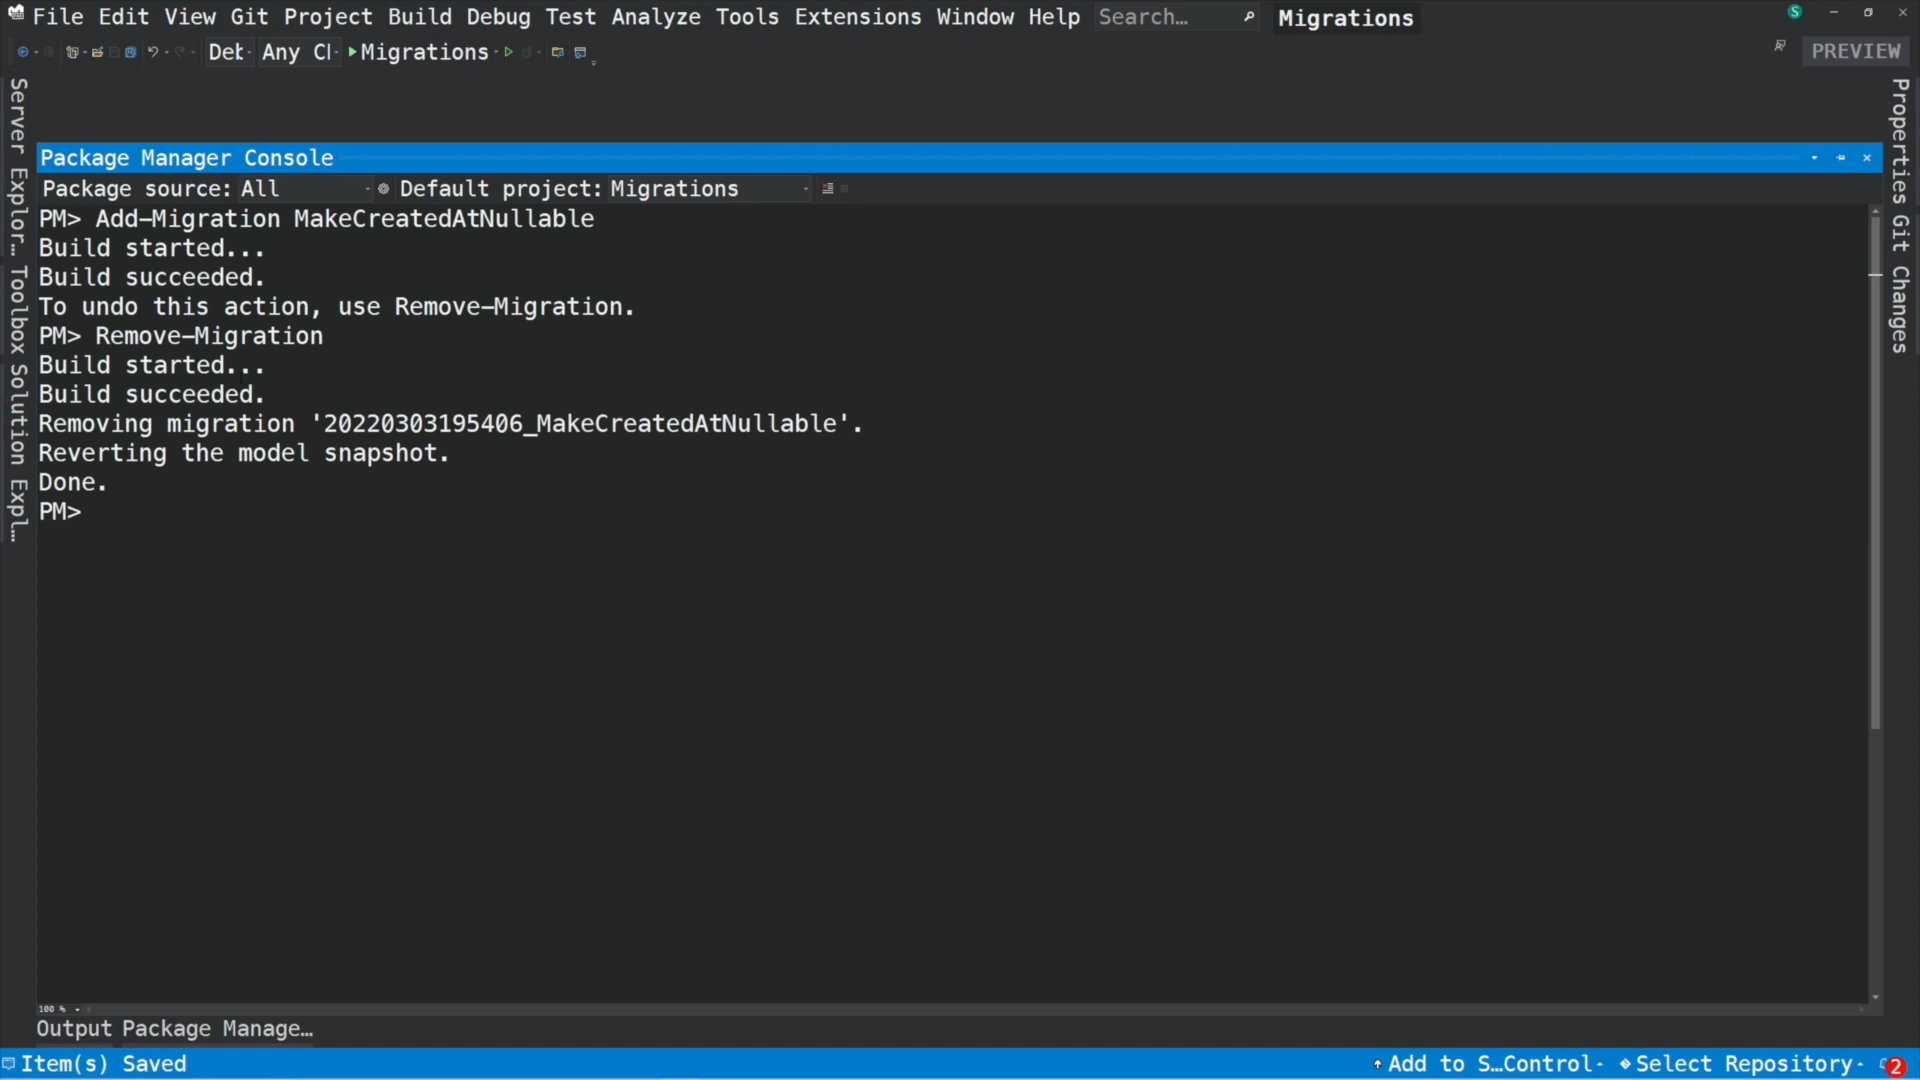 File Edit View Git Project Build Debug Test Analyze Tools Extensions Window Help Search... Migrations
Any Migrations PREVIEW
Server Explor...
Toolbox
Solution Expl...
Package Manager Console
Package source: All Default project: Migrations
PM> Add-Migration MakeCreatedAtNullable
Build started...
Build succeeded.
To undo this action, use Remove-Migration.
PM> Remove-Migration
Build started...
Build succeeded.
Removing migration '20220303195406_MakeCreatedAtNullable'.
Reverting the model snapshot.
Done.
PM>
Properties
Git Changes
100 %
Output Package Manage...
Item(s) Saved Add to S...Control Select Repository 2